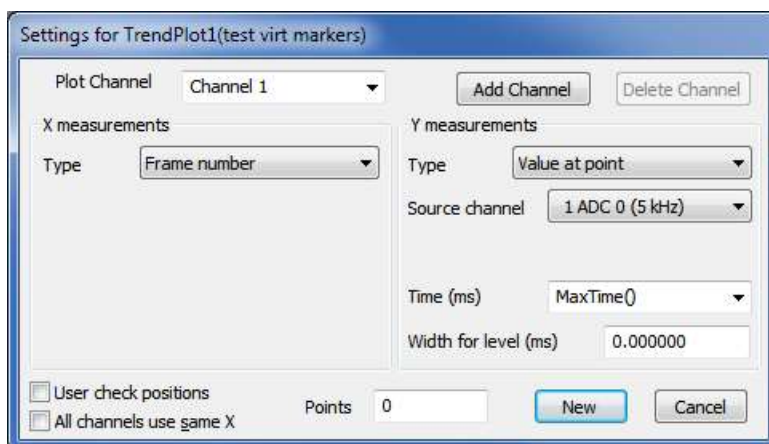 Settings for TrendPlot1(test virt markers)
Plot Channel Channel 1 Add Channel Delete Channel
X measurements
Type Frame number
Y measurements
Type Value at point
Source channel 1 ADC 0 (5 kHz)
Time (ms) MaxTime()
Width for level (ms) 0.000000
User check positions
All channels use same X
Points 0 New Cancel